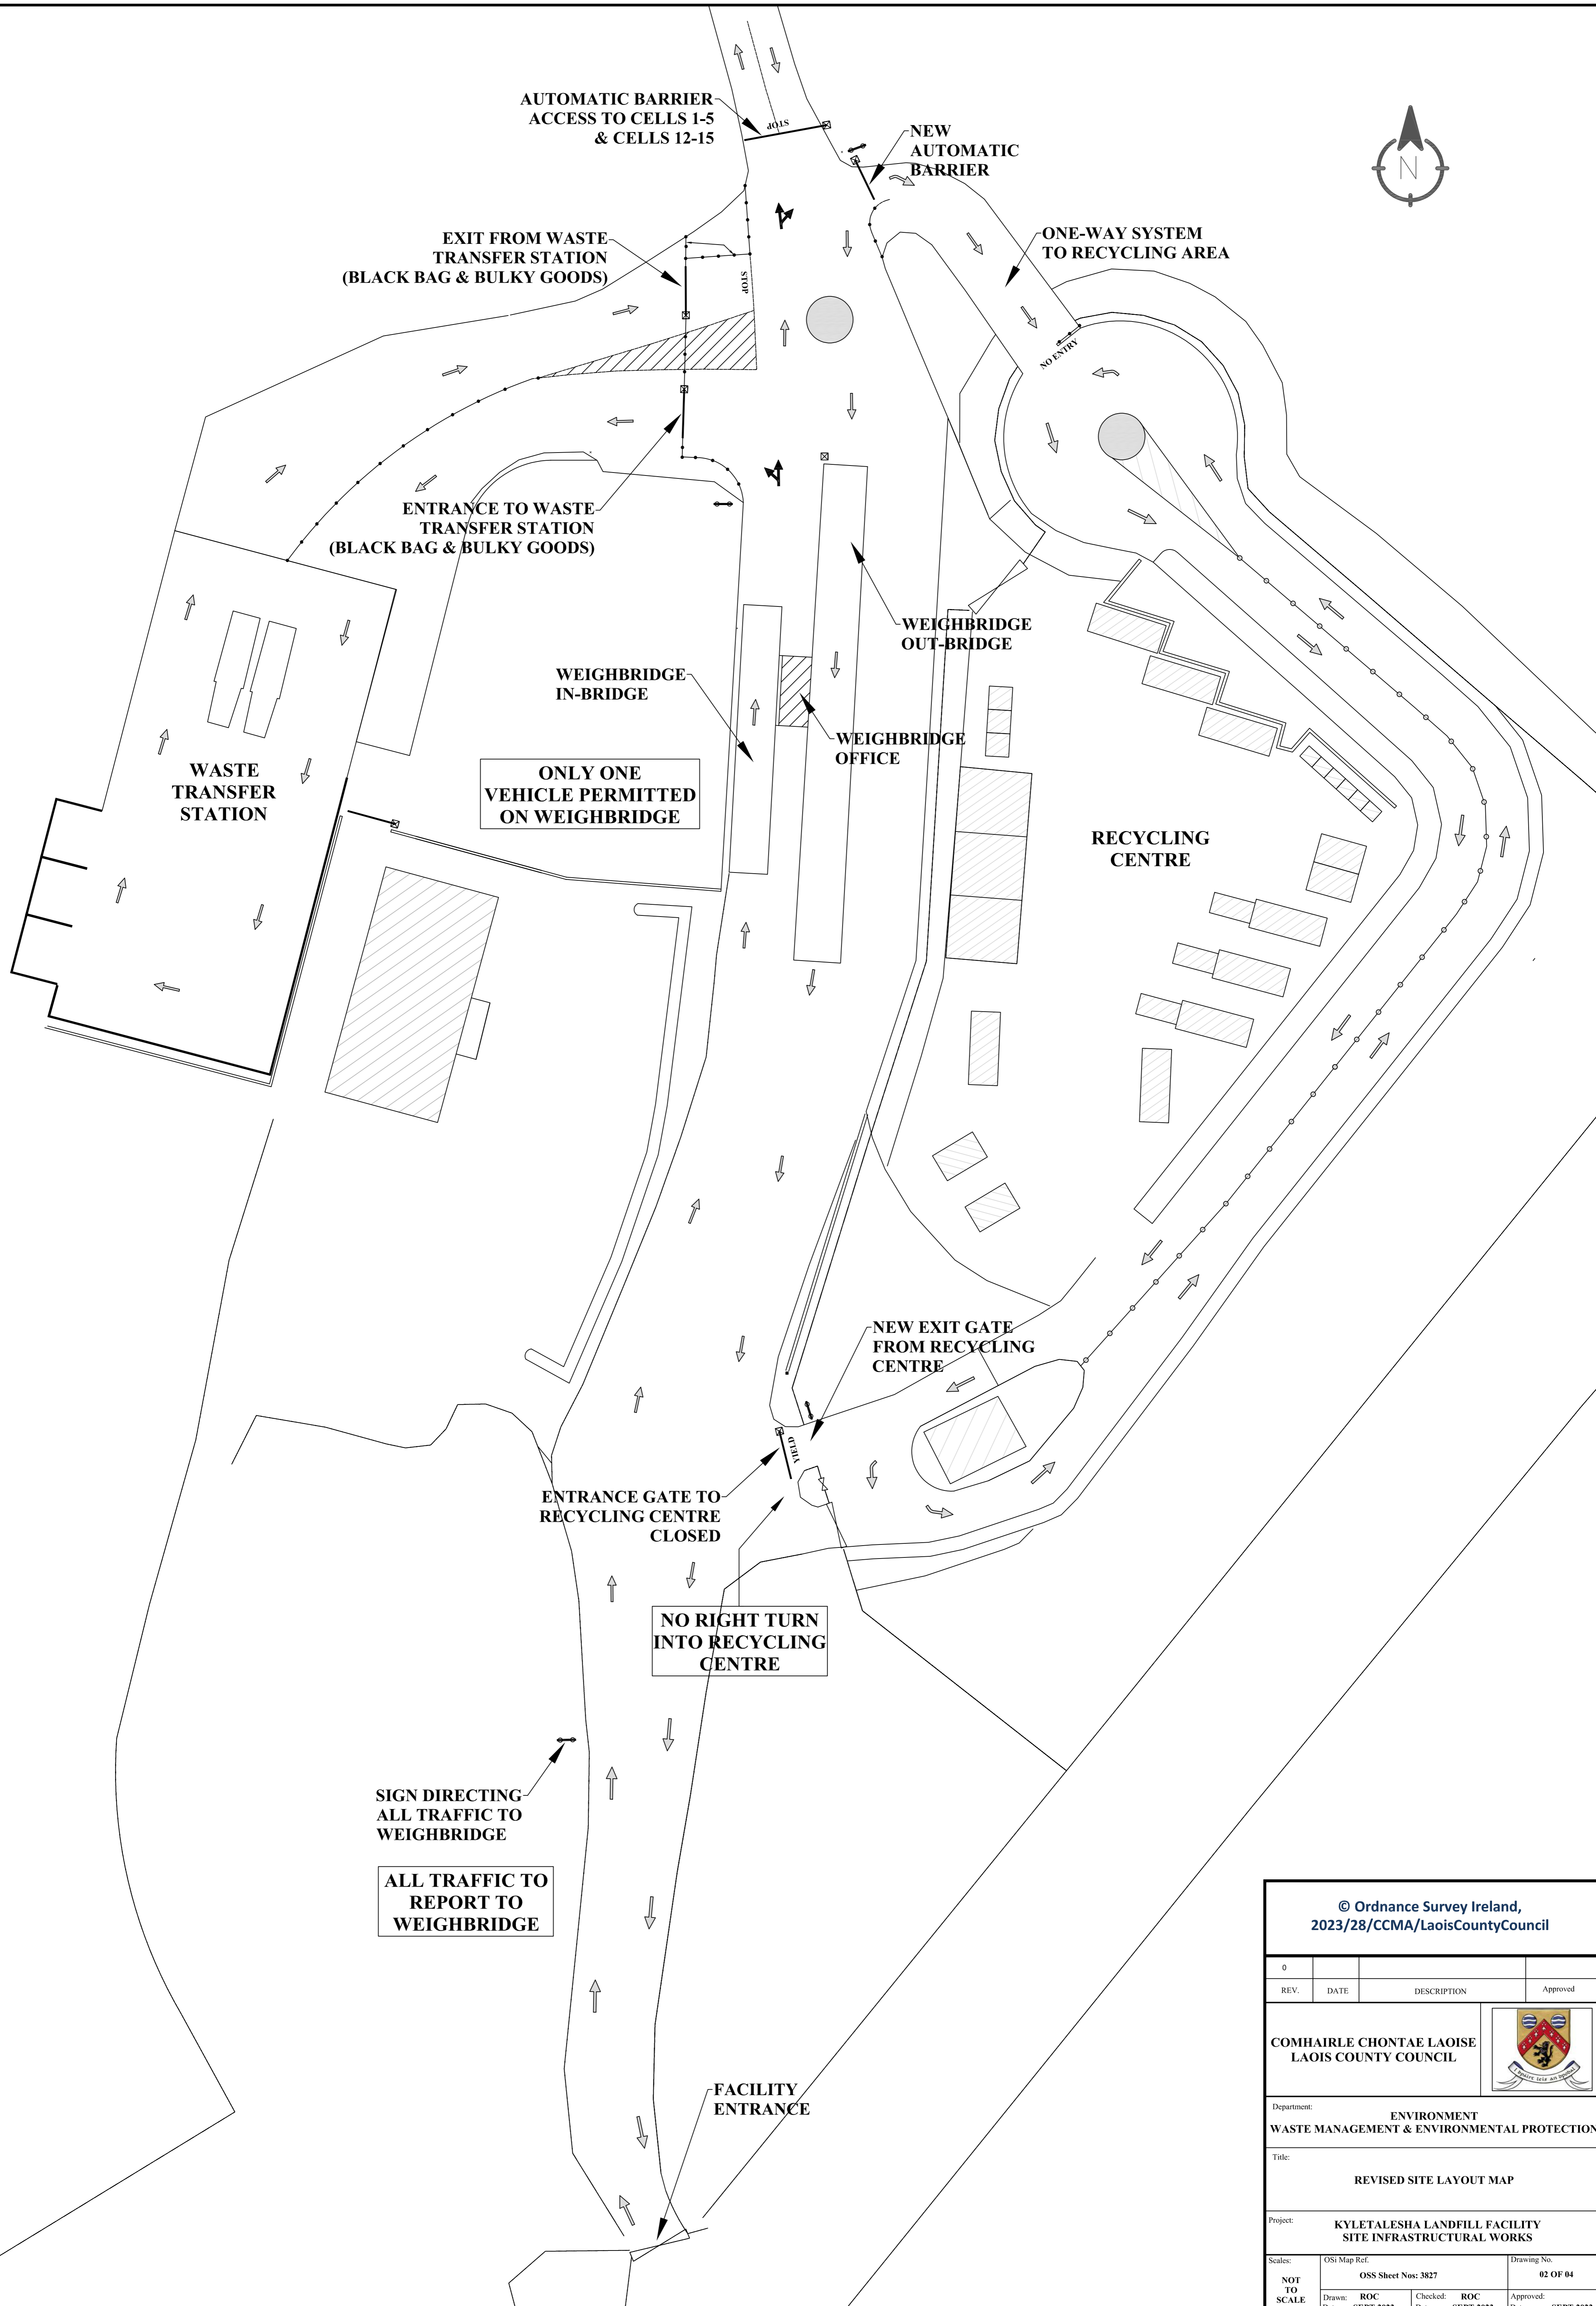 AUTOMATIC BARRIER
ACCESS TO CELLS 1-5
& CELLS 12-15
STOP
NEW
AUTOMATIC
BARRIER
N
EXIT FROM WASTE
TRANSFER STATION
(BLACK BAG & BULKY GOODS)
STOP
ONE-WAY SYSTEM
TO RECYCLING AREA
NO ENTRY
ENTRANCE TO WASTE
TRANSFER STATION
(BLACK BAG & BULKY GOODS)
WEIGHBRIDGE
OUT-BRIDGE
WEIGHBRIDGE
IN-BRIDGE
WEIGHBRIDGE
OFFICE
WASTE
TRANSFER
STATION
ONLY ONE
VEHICLE PERMITTED
ON WEIGHBRIDGE
RECYCLING
CENTRE
NEW EXIT GATE
FROM RECYCLING
CENTRE
YIELD
ENTRANCE GATE TO
RECYCLING CENTRE
CLOSED
NO RIGHT TURN
INTO RECYCLING
CENTRE
SIGN DIRECTING
ALL TRAFFIC TO
WEIGHBRIDGE
ALL TRAFFIC TO
REPORT TO
WEIGHBRIDGE
FACILITY
ENTRANCE
© Ordnance Survey Ireland,
2023/28/CCMA/LaoisCountyCouncil
0
REV. DATE DESCRIPTION Approved
COMHAIRLE CHONTAE LAOISE
LAOIS COUNTY COUNCIL
Department:
ENVIRONMENT
WASTE MANAGEMENT & ENVIRONMENTAL PROTECTION
Title:
REVISED SITE LAYOUT MAP
Project:
KYLETALESHA LANDFILL FACILITY
SITE INFRASTRUCTURAL WORKS
Scales:
NOT
TO
SCALE
OSi Map Ref.
OSS Sheet Nos: 3827
Drawing No.
02 OF 04
Drawn: ROC
Checked: ROC
Approved: